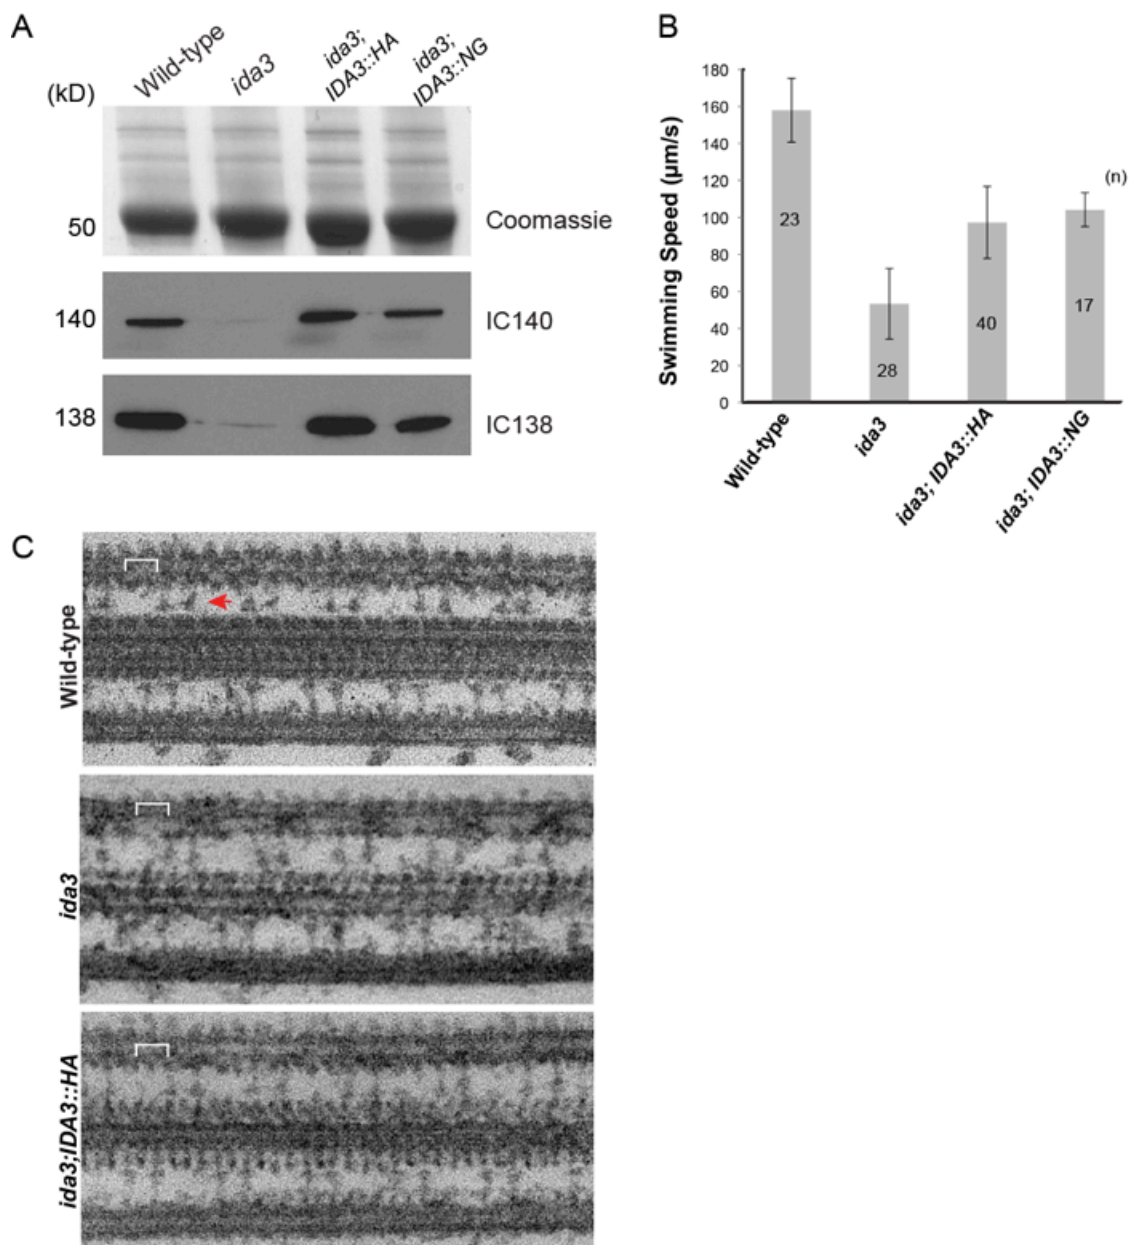 A
(kD)
Wild-type
ida3
ida3;
IDA3::HA
ida3;
IDA3::NG
50
Coomassie
140
IC140
138
IC138
B
Swimming Speed (µm/s)
180
160
140
120
100
80
60
40
20
0
(n)
23
28
40
17
Wild-type
ida3
ida3; IDA3::HA
ida3; IDA3::NG
C
Wild-type
ida3
ida3;IDA3::HA